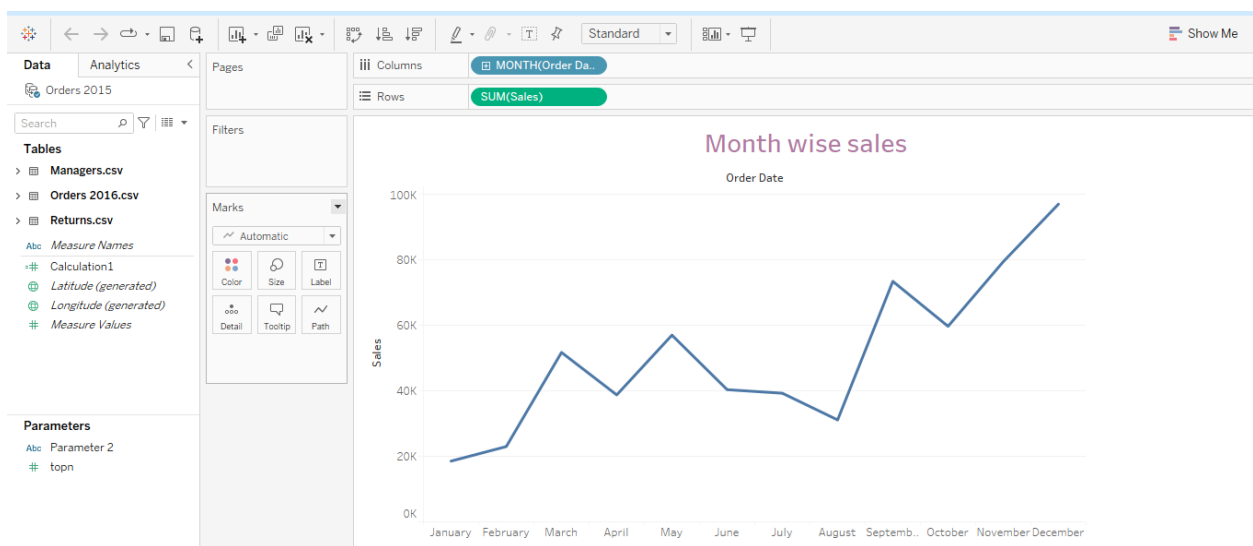 Standard
Show Me
Data
Analytics
Pages
Columns
MONTH(Order Da..
Orders 2015
Rows
SUM(Sales)
Search
Filters
Tables
Managers.csv
Orders 2016.csv
Returns.csv
Abc Measure Names
=# Calculation1
Latitude (generated)
Longitude (generated)
# Measure Values
Marks
Automatic
Color Size Label
Detail Tooltip Path
Parameters
Abc Parameter 2
# topn
Month wise sales
Order Date
100K
80K
60K
40K
20K
0K
Sales
January February March April May June July August Septemb.. October November December